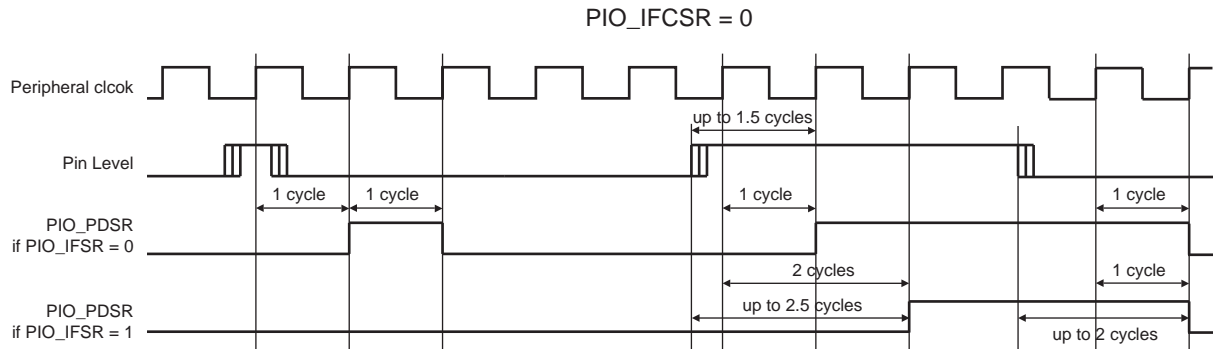 PIO_IFCSR = 0
Peripheral clcok
up to 1.5 cycles
Pin Level
1 cycle
1 cycle
1 cycle
1 cycle
PIO_PDSR
if PIO_IFSR = 0
2 cycles
1 cycle
PIO_PDSR
if PIO_IFSR = 1
up to 2.5 cycles
up to 2 cycles